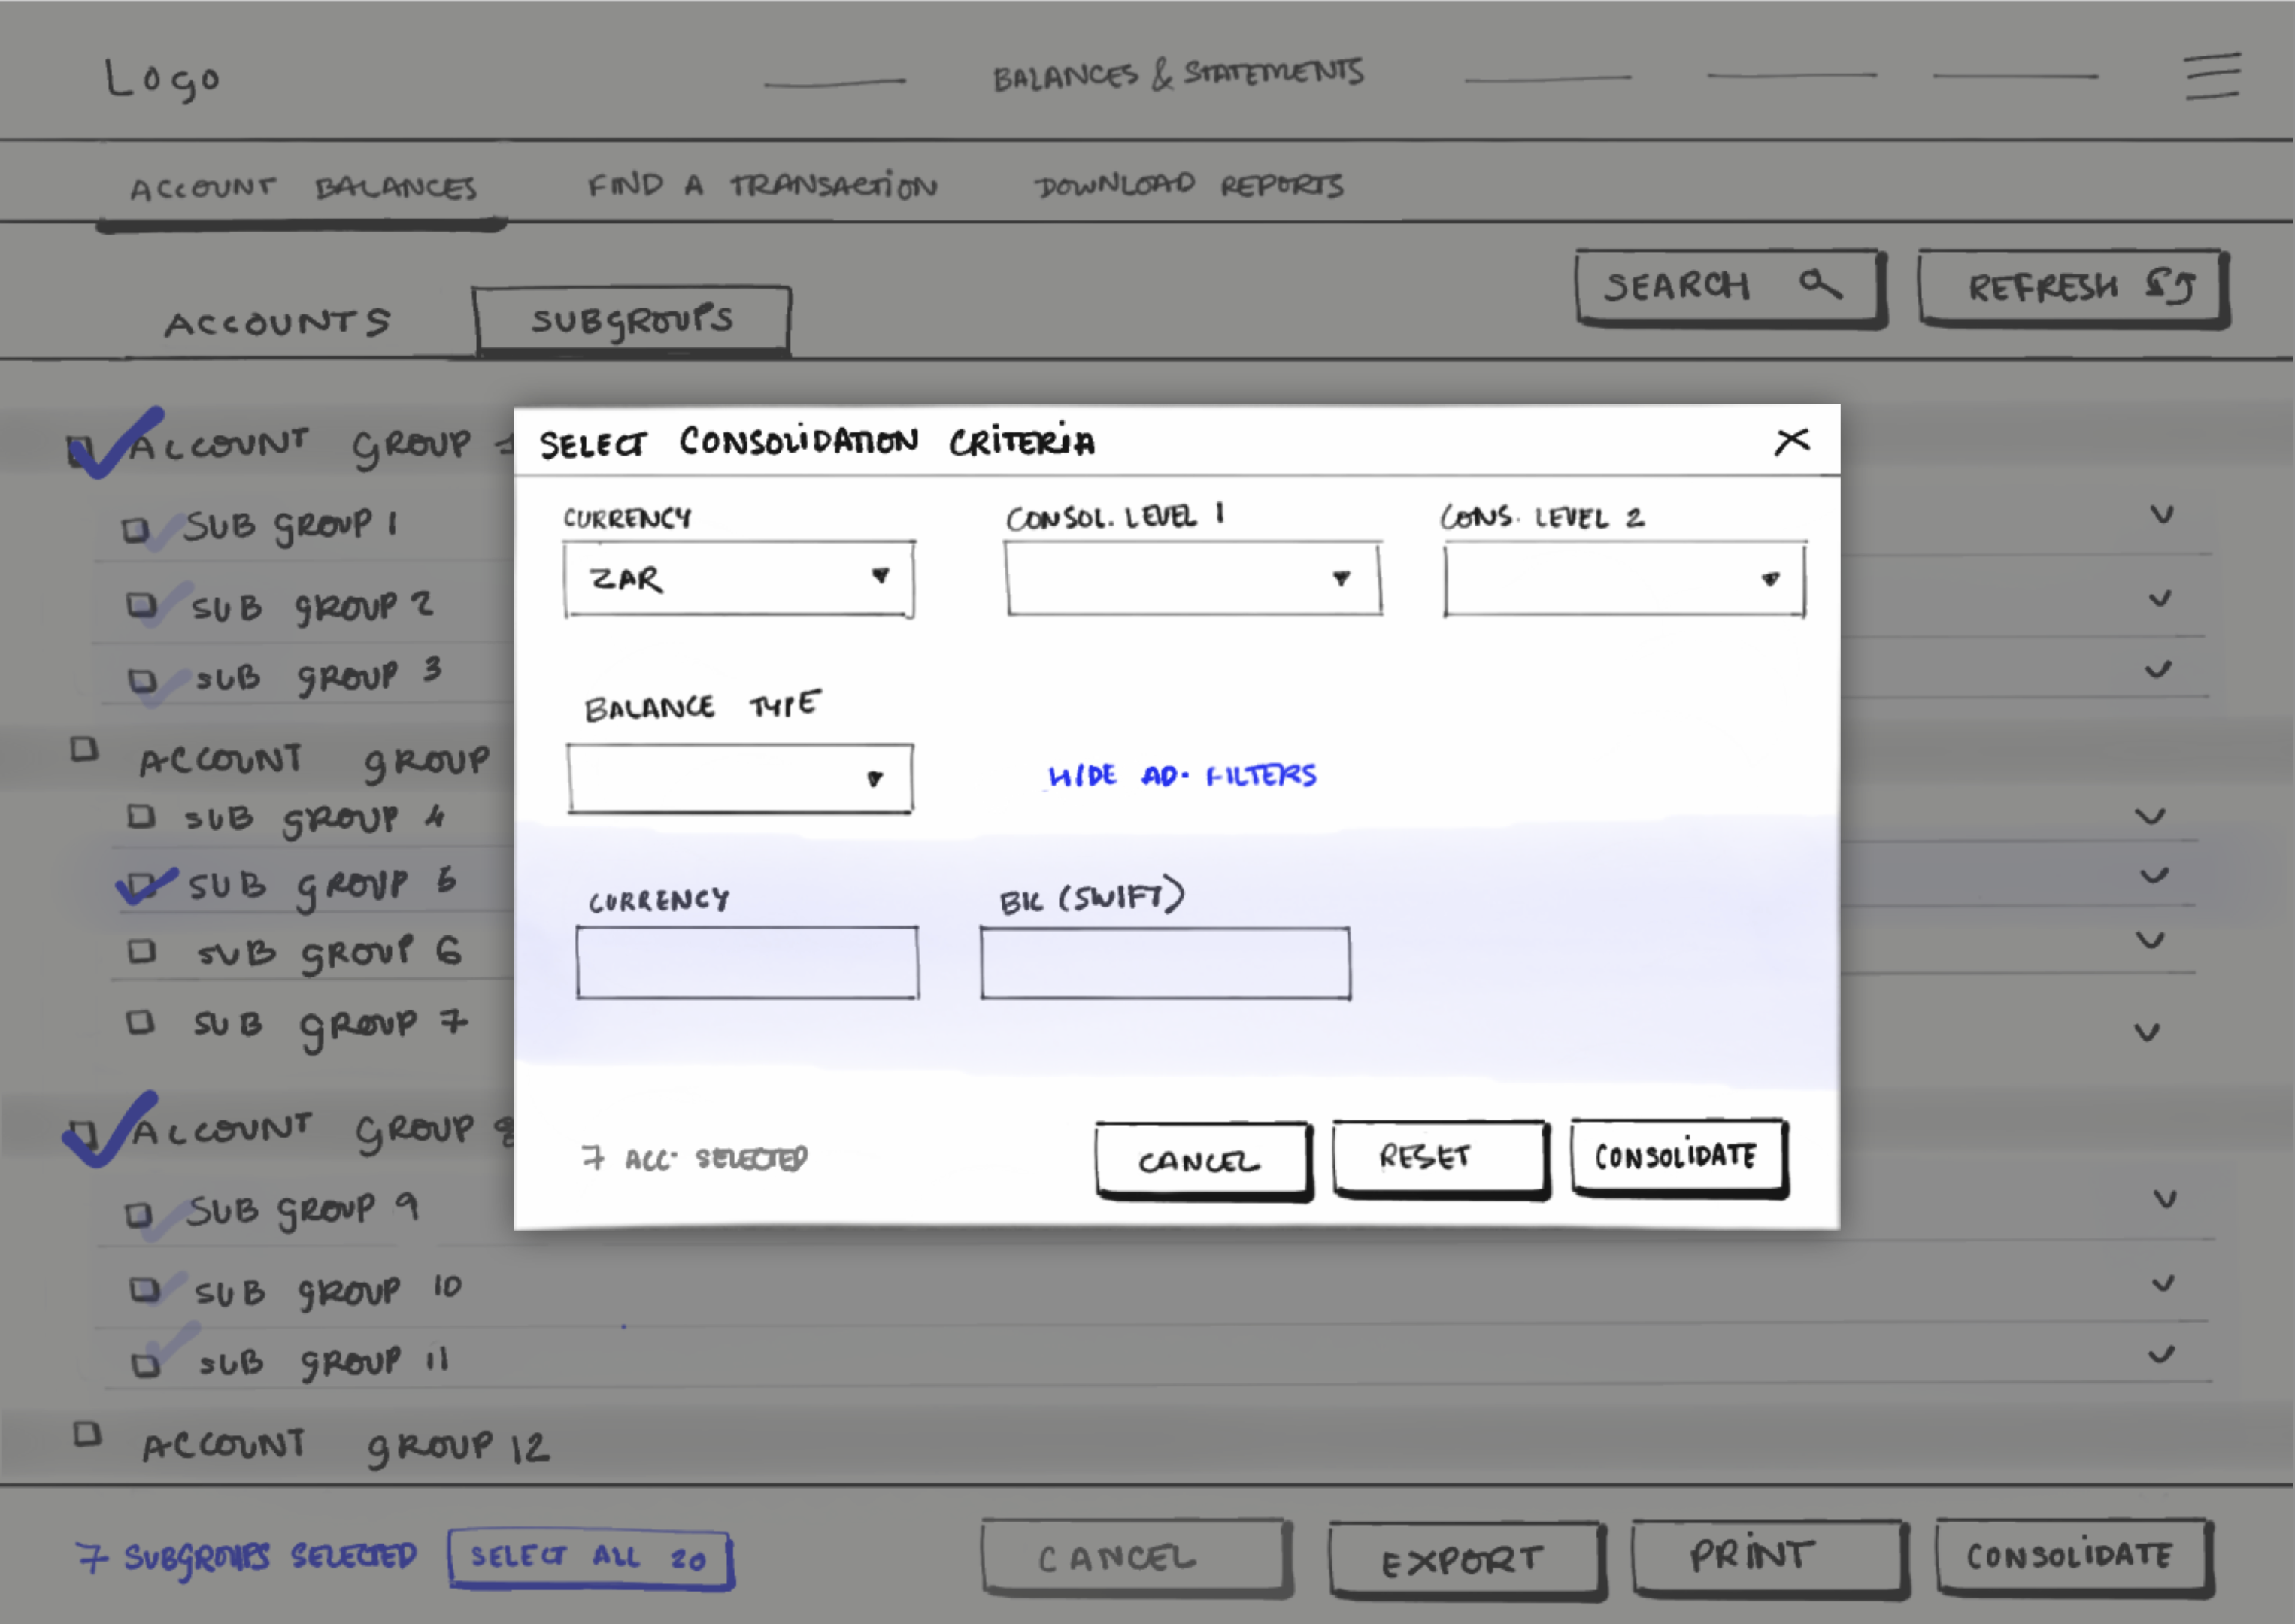 Logo
BALANCES & STATEMENTS
ACCOUNT BALANCES
FIND A TRANSACTION
DOWNLOAD REPORTS
ACCOUNTS
SUBGROUPS
SEARCH
REFRESH
ACCOUNT GROUP 1
SUB GROUP 1
SUB GROUP 2
SUB GROUP 3
ACCOUNT GROUP
SUB GROUP 4
SUB GROUP 5
SUB GROUP 6
SUB GROUP 7
ACCOUNT GROUP 8
SUB GROUP 9
SUB GROUP 10
SUB GROUP 11
ACCOUNT GROUP 12
SELECT CONSOLIDATION CRITERIA X
CURRENCY
ZAR
CONSOL. LEVEL 1
CONS. LEVEL 2
BALANCE TYPE
HIDE AD. FILTERS
CURRENCY
BIC (SWIFT)
7 ACC. SELECTED
CANCEL
RESET
CONSOLIDATE
7 SUBGROUPS SELECTED
SELECT ALL 20
CANCEL
EXPORT
PRINT
CONSOLIDATE